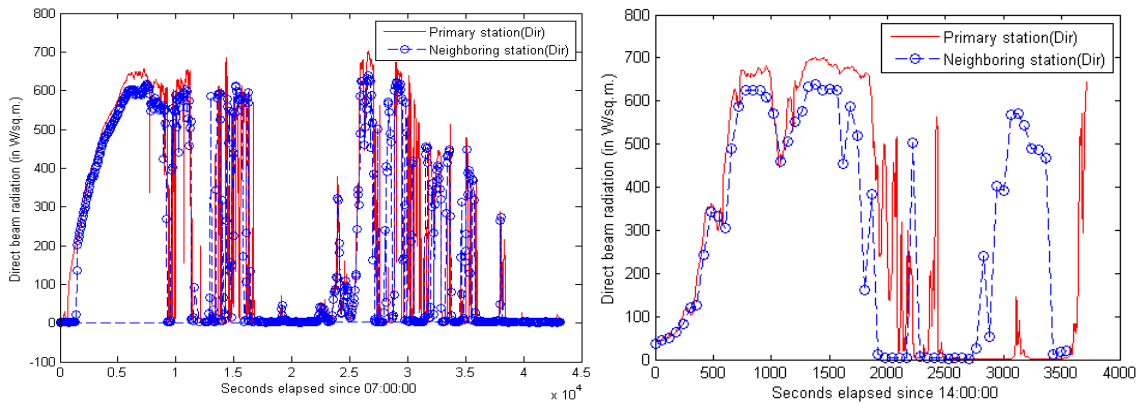 800
700
600
500
400
300
200
100
0
-100
Direct beam radiation (in W/sq.m.)
Primary station(Dir)
Neighboring station(Dir)
0 0.5 1 1.5 2 2.5 3 3.5 4 4.5
Seconds elapsed since 07:00:00
x 10^4
800
700
600
500
400
300
200
100
0
Direct beam radiation (in W/sq.m.)
Primary station(Dir)
Neighboring station(Dir)
0 500 1000 1500 2000 2500 3000 3500 4000
Seconds elapsed since 14:00:00